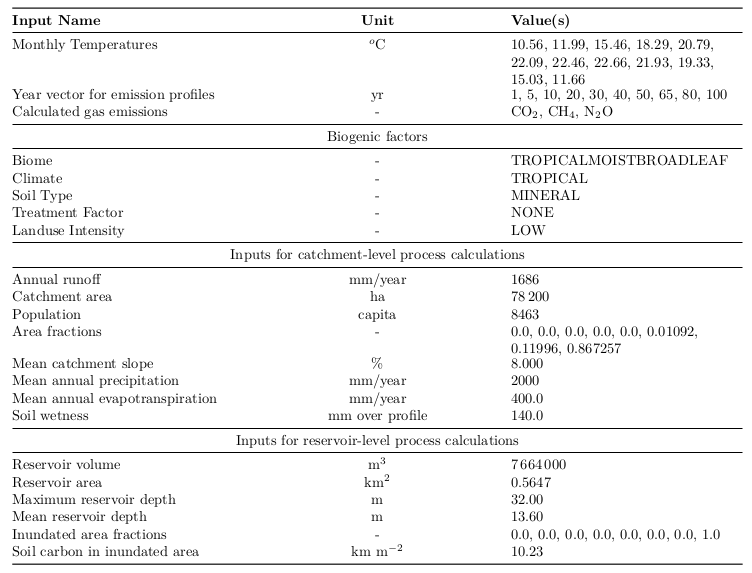 Input Name Unit Value(s)
Monthly Temperatures °C 10.56, 11.99, 15.46, 18.29, 20.79,
22.09, 22.46, 22.66, 21.93, 19.33,
15.03, 11.66
Year vector for emission profiles yr 1, 5, 10, 20, 30, 40, 50, 65, 80, 100
Calculated gas emissions - CO₂, CH₄, N₂O
Biogenic factors
Biome - TROPICALMOISTBROADLEAF
Climate - TROPICAL
Soil Type - MINERAL
Treatment Factor - NONE
Landuse Intensity - LOW
Inputs for catchment-level process calculations
Annual runoff mm/year 1686
Catchment area ha 78 200
Population capita 8463
Area fractions - 0.0, 0.0, 0.0, 0.0, 0.0, 0.01092,
0.11996, 0.867257
Mean catchment slope % 8.000
Mean annual precipitation mm/year 2000
Mean annual evapotranspiration mm/year 400.0
Soil wetness mm over profile 140.0
Inputs for reservoir-level process calculations
Reservoir volume m³ 7 664 000
Reservoir area km² 0.5647
Maximum reservoir depth m 32.00
Mean reservoir depth m 13.60
Inundated area fractions - 0.0, 0.0, 0.0, 0.0, 0.0, 0.0, 0.0, 1.0
Soil carbon in inundated area km m⁻² 10.23